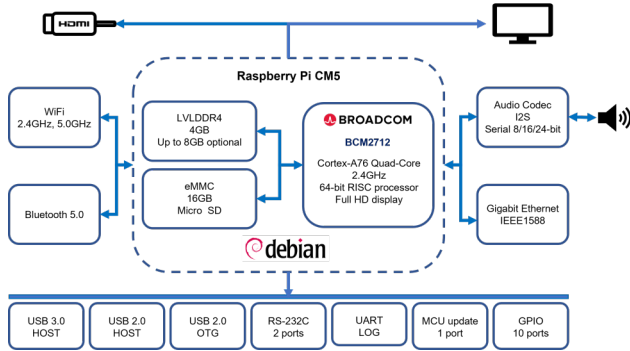 HDMI
Raspberry Pi CM5
WiFi
2.4GHz, 5.0GHz
Bluetooth 5.0
LVLDDR4
4GB
Up to 8GB optional
eMMC
16GB
Micro SD
BROADCOM
BCM2712
Cortex-A76 Quad-Core
2.4GHz
64-bit RISC processor
Full HD display
debian
Audio Codec
I2S
Serial 8/16/24-bit
Gigabit Ethernet
IEEE1588
USB 3.0
HOST
USB 2.0
HOST
USB 2.0
OTG
RS-232C
2 ports
UART
LOG
MCU update
1 port
GPIO
10 ports